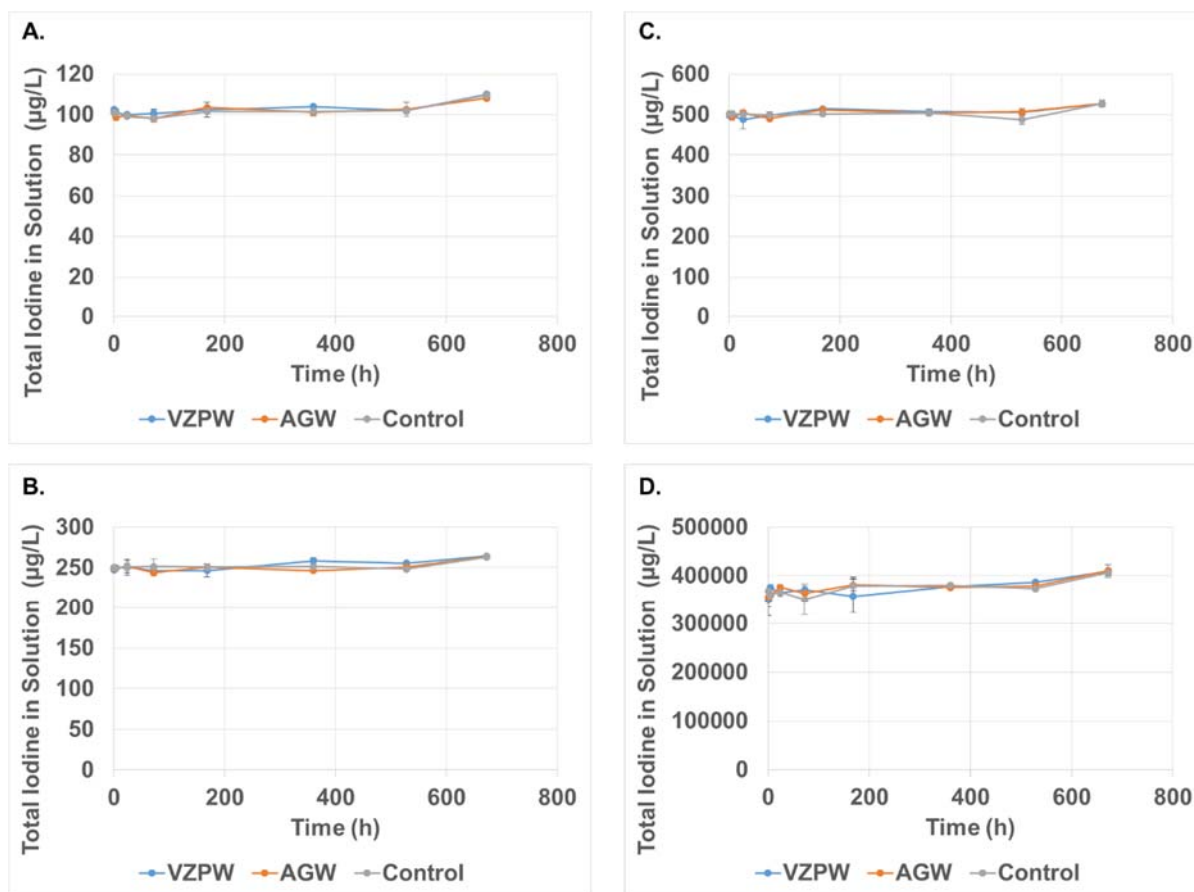 A.
Total Iodine in Solution (µg/L)
120
100
80
60
40
20
0
0 200 400 600 800
Time (h)
VZPW AGW Control
C.
Total Iodine in Solution (µg/L)
600
500
400
300
200
100
0
0 200 400 600 800
Time (h)
VZPW AGW Control
B.
Total Iodine in Solution (µg/L)
300
250
200
150
100
50
0
0 200 400 600 800
Time (h)
VZPW AGW Control
D.
Total Iodine in Solution (µg/L)
500000
400000
300000
200000
100000
0
0 200 400 600 800
Time (h)
VZPW AGW Control